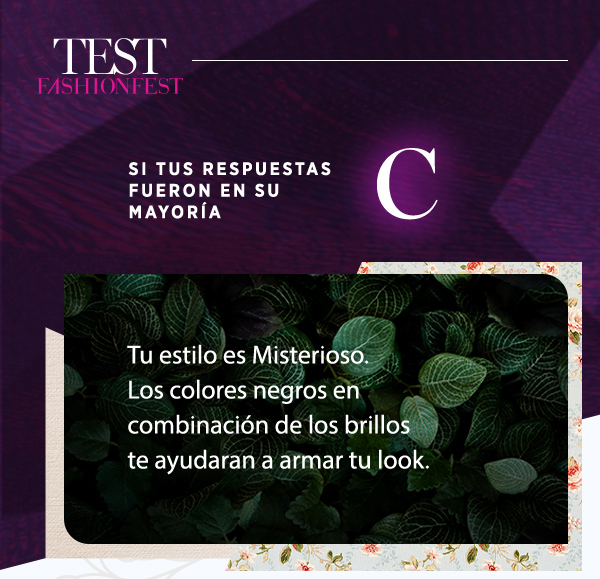 TEST
FASHIONFEST
SI TUS RESPUESTAS
FUERON EN SU
MAYORÍA
C
Tu estilo es Misterioso.
Los colores negros en
combinación de los brillos
te ayudaran a armar tu look.